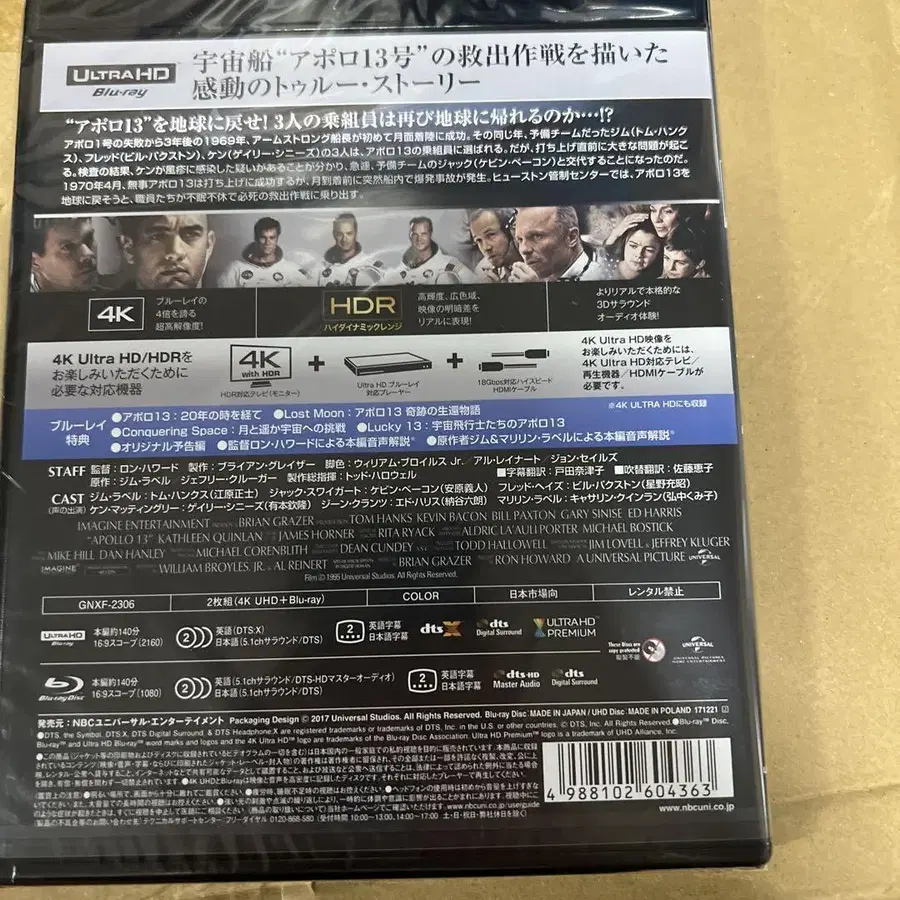 ULTRA HD
Blu-ray
宇宙船“アポロ13号”の救出作戦を描いた
感動のトゥルー・ストーリー
“アポロ13”を地球に戻せ！3人の乗組員は再び地球に帰れるのか…!?
アポロ1号の失敗から3年後の1969年、アームストロング船長が初めて月面着陸に成功。その同じ年、予備チームだったジム(トム・ハンク
ス)、フレッド(ビル・パクストン)、ケン(ゲイリー・シニーズ)の3人は、アポロ13の乗組員に選ばれる。だが、打ち上げ直前に大きな問題が起こ
る。検査の結果、ケンが風疹に感染した疑いがあることが分かり、急遽、予備チームのジャック(ケビン・ベーコン)と交代することになったのだ。
1970年4月、無事アポロ13は打ち上げに成功するが、月到着前に突然船内で爆発事故が発生。ヒューストン管制センターでは、アポロ13を
地球に戻そうと、職員たちが不眠不休で必死の救出作戦に乗り出す。
4K
ブルーレイの
4倍を誇る
超高解像度!
HDR
ハイダイナミックレンジ
高輝度、広色域、
映像の明暗差を
リアルに表現!
よりリアルで本格的な
3Dサラウンド
オーディオ体験!
4K Ultra HD/HDRを
お楽しみいただくために
必要な対応機器
4K
with HDR
HDR対応テレビ(モニター)
+
Ultra HD ブルーレイ
対応プレーヤー
+
18Gbps対応ハイスピード
HDMIケーブル
4K Ultra HD/HDR映像を
お楽しみいただくためには、
4K Ultra HD対応テレビ/
再生機器/HDMIケーブルが
必要です。
ブルーレイ
特典
※4K ULTRA HDにも収録
●アポロ13：20年の時を経て ●Lost Moon：アポロ13 奇跡の生還物語
●Conquering Space：月と遥か宇宙への挑戦 ●Lucky 13：宇宙飛行士たちのアポロ13
●オリジナル予告編 ●監督ロン・ハワードによる本編音声解説※ ●原作者ジム&マリリン・ラベルによる本編音声解説※
STAFF 監督：ロン・ハワード 製作：ブライアン・グレイザー 脚色：ウィリアム・ブロイルス Jr./アル・レイナート/ジョン・セイルズ
原作：ジム・ラベル ジェフリー・クルーガー 製作総指揮：トッド・ハロウェル ■字幕翻訳：戸田奈津子 ■吹替翻訳：佐藤恵子
CAST ジム・ラベル：トム・ハンクス(江原正士) ジャック・スワイガート：ケビン・ベーコン(安原義人) フレッド・ヘイズ：ビル・パクストン(星野充昭)
(声の出演) ケン・マッティングリー：ゲイリー・シニーズ(有本欽隆) ジーン・クランツ：エド・ハリス(納谷六朗) マリリン・ラベル：キャサリン・クインラン(弘中くみ子)
IMAGINE ENTERTAINMENT BRIAN GRAZER TOM HANKS KEVIN BACON BILL PAXTON GARY SINISE ED HARRIS
“APOLLO 13” KATHLEEN QUINLAN JAMES HORNER RITA RYACK ALDRIC LA'AULI PORTER MICHAEL BOSTICK
MIKE HILL DAN HANLEY MICHAEL CORENBLITH DEAN CUNDEY TODD HALLOWELL JIM LOVELL & JEFFREY KLUGER
IMAGINE WILLIAM BROYLES, JR. & AL REINERT BRIAN GRAZER RON HOWARD A UNIVERSAL PICTURE UNIVERSAL
Film © 1995 Universal Studios. All Rights Reserved.
GNXF-2306 2枚組(4K UHD+Blu-ray) COLOR 日本市場向 レンタル禁止
ULTRA HD Blu-ray
本編約140分
16:9スコープ(2160)
2
英語(DTS:X)
日本語(5.1chサラウンド/DTS)
2
英語字幕
日本語字幕
dts X
dts Digital Surround
ULTRA HD PREMIUM
These Discs are copy protected
複製不能
UNIVERSAL
UNIVERSAL PICTURES
HOME ENTERTAINMENT
Blu-ray Disc
本編約140分
16:9スコープ(1080)
2
英語(5.1chサラウンド/DTS-HDマスターオーディオ)
日本語(5.1chサラウンド/DTS)
2
英語字幕
日本語字幕
dts-HD Master Audio
dts Digital Surround
発売元：NBCユニバーサル・エンターテイメント Packaging Design © 2017 Universal Studios. All Rights Reserved. Blu-ray Disc: MADE IN JAPAN / UHD Disc: MADE IN POLAND 171221
4 988102 604363
www.nbcuni.co.jp